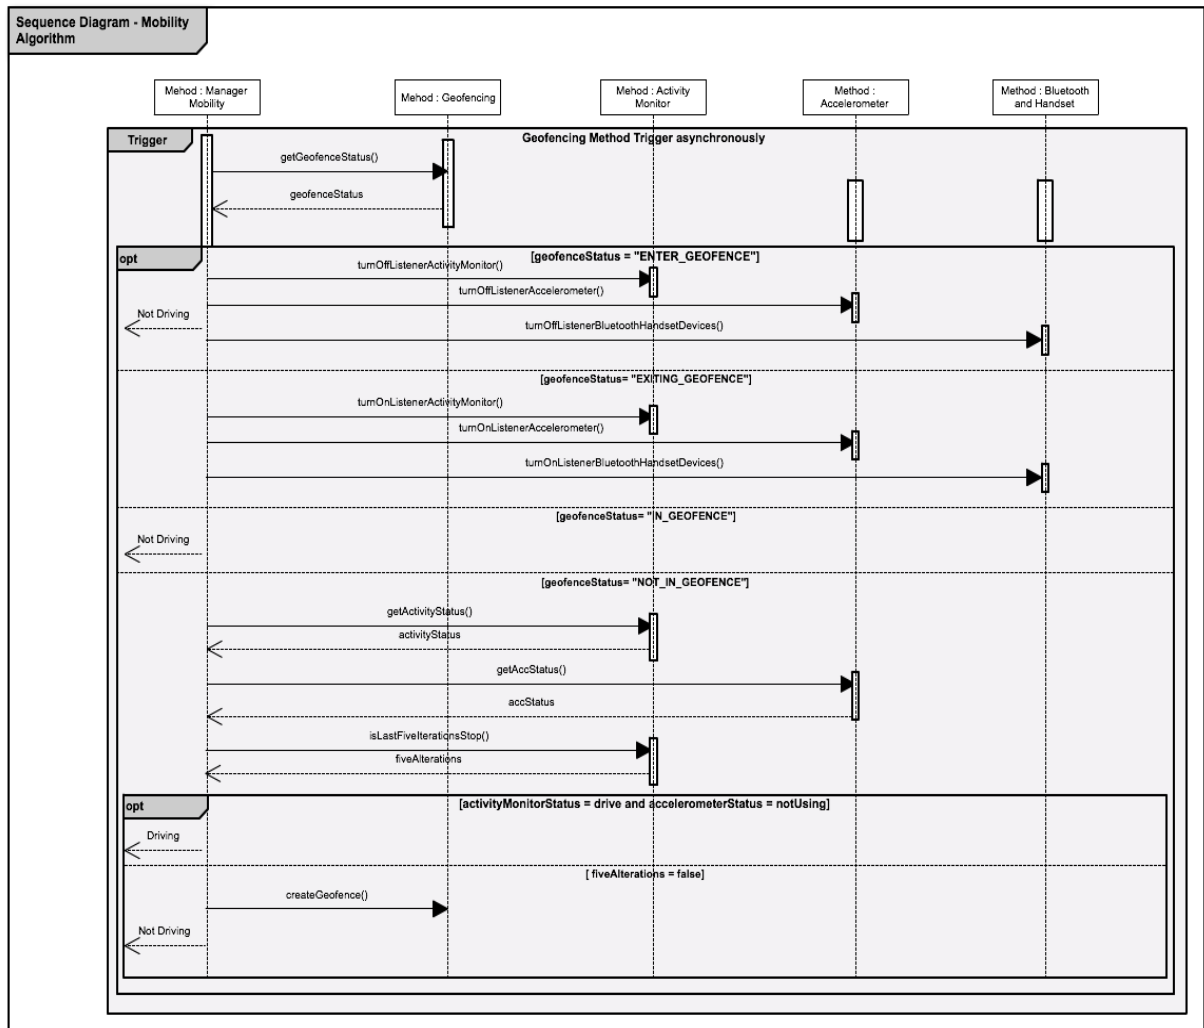 Sequence Diagram - Mobility
Algorithm
Mehod : Manager
Mobility
Mehod : Geofencing
Mehod : Activity
Monitor
Method :
Accelerometer
Method : Bluetooth
and Handset
Trigger
Geofencing Method Trigger asynchronously
getGeofenceStatus()
geofenceStatus
opt
[geofenceStatus = "ENTER_GEOFENCE"]
turnOffListenerActivityMonitor()
turnOffListenerAccelerometer()
Not Driving
turnOffListenerBluetoothHandsetDevices()
[geofenceStatus= "EXITING_GEOFENCE"]
turnOnListenerActivityMonitor()
turnOnListenerAccelerometer()
turnOnListenerBluetoothHandsetDevices()
[geofenceStatus= "IN_GEOFENCE"]
Not Driving
[geofenceStatus= "NOT_IN_GEOFENCE"]
getActivityStatus()
activityStatus
getAccStatus()
accStatus
isLastFiveIterationsStop()
fiveAlterations
opt
[activityMonitorStatus = drive and accelerometerStatus = notUsing]
Driving
[ fiveAlterations = false]
createGeofence()
Not Driving